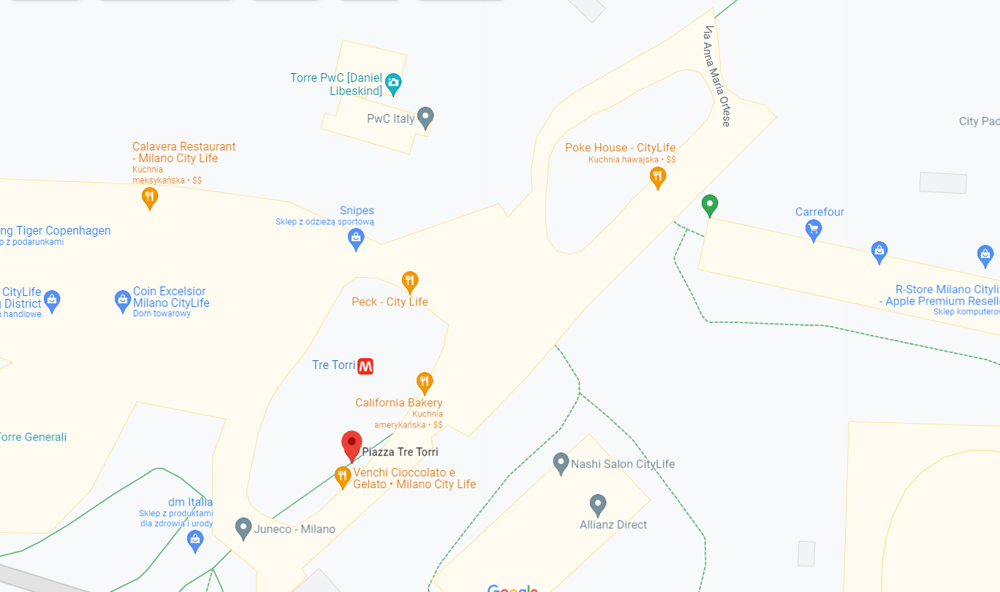 Via Anna Maria Ortese
Torre PwC [Daniel
Libeskind]
PwC Italy
City Pad
Calavera Restaurant
- Milano City Life
Kuchnia
meksykańska • $$
Poke House - CityLife
Kuchnia hawajska • $$
Snipes
Sklep z odzieżą sportową
Carrefour
ng Tiger Copenhagen
p z podarunkami
CityLife
g District
handlowe
Coin Excelsior
Milano CityLife
Dom towarowy
Peck - City Life
R-Store Milano Cityli
- Apple Premium Resell
Sklep komputerow
Tre Torri
California Bakery
Kuchnia
amerykańska • $$
Torre Generali
Piazza Tre Torri
Venchi Cioccolato e
Gelato • Milano City Life
Nashi Salon CityLife
dm Italia
Sklep z produktami
dla zdrowia i urody
Juneco - Milano
Allianz Direct
Google